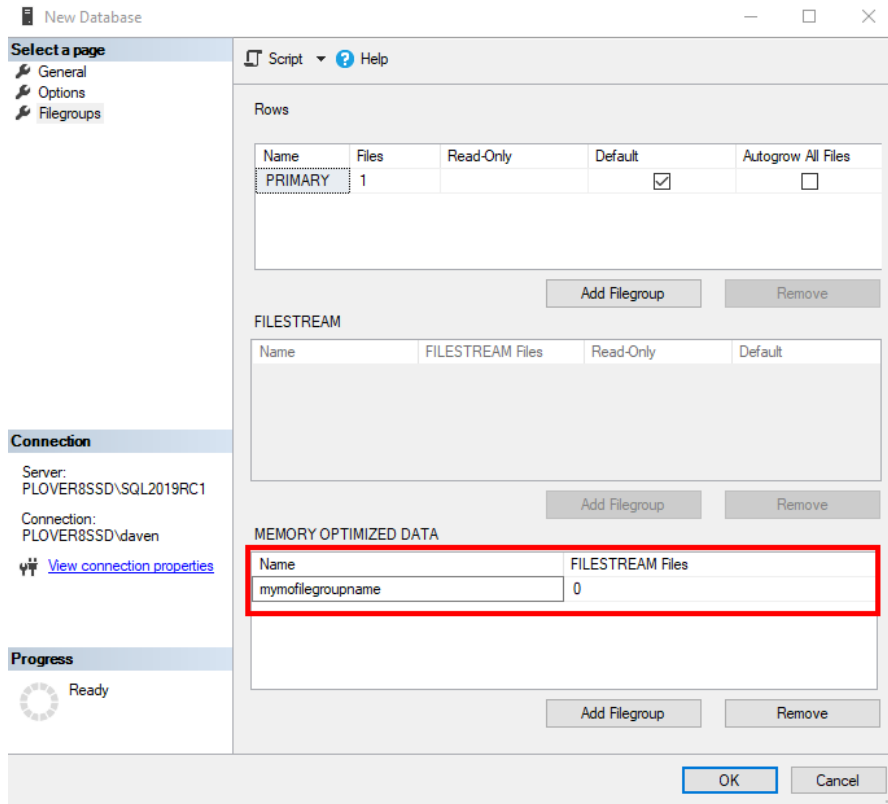 New Database
Select a page
General
Options
Filegroups
Script
Help
Rows
Name Files Read-Only Default Autogrow All Files
PRIMARY 1
Add Filegroup Remove
FILESTREAM
Name FILESTREAM Files Read-Only Default
Add Filegroup Remove
MEMORY OPTIMIZED DATA
Name FILESTREAM Files
mymofilegroupname 0
Add Filegroup Remove
Connection
Server:
PLOVER8SSD\SQL2019RC1
Connection:
PLOVER8SSD\daven
View connection properties
Progress
Ready
OK Cancel